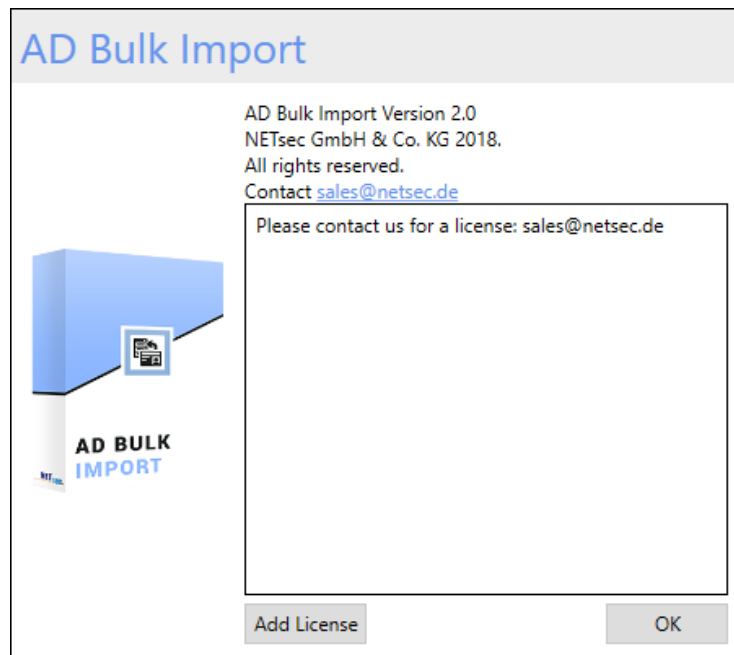 AD Bulk Import
AD Bulk Import Version 2.0
NETsec GmbH & Co. KG 2018.
All rights reserved.
Contact sales@netsec.de
Please contact us for a license: sales@netsec.de
AD BULK
IMPORT
NETsec
Add License
OK